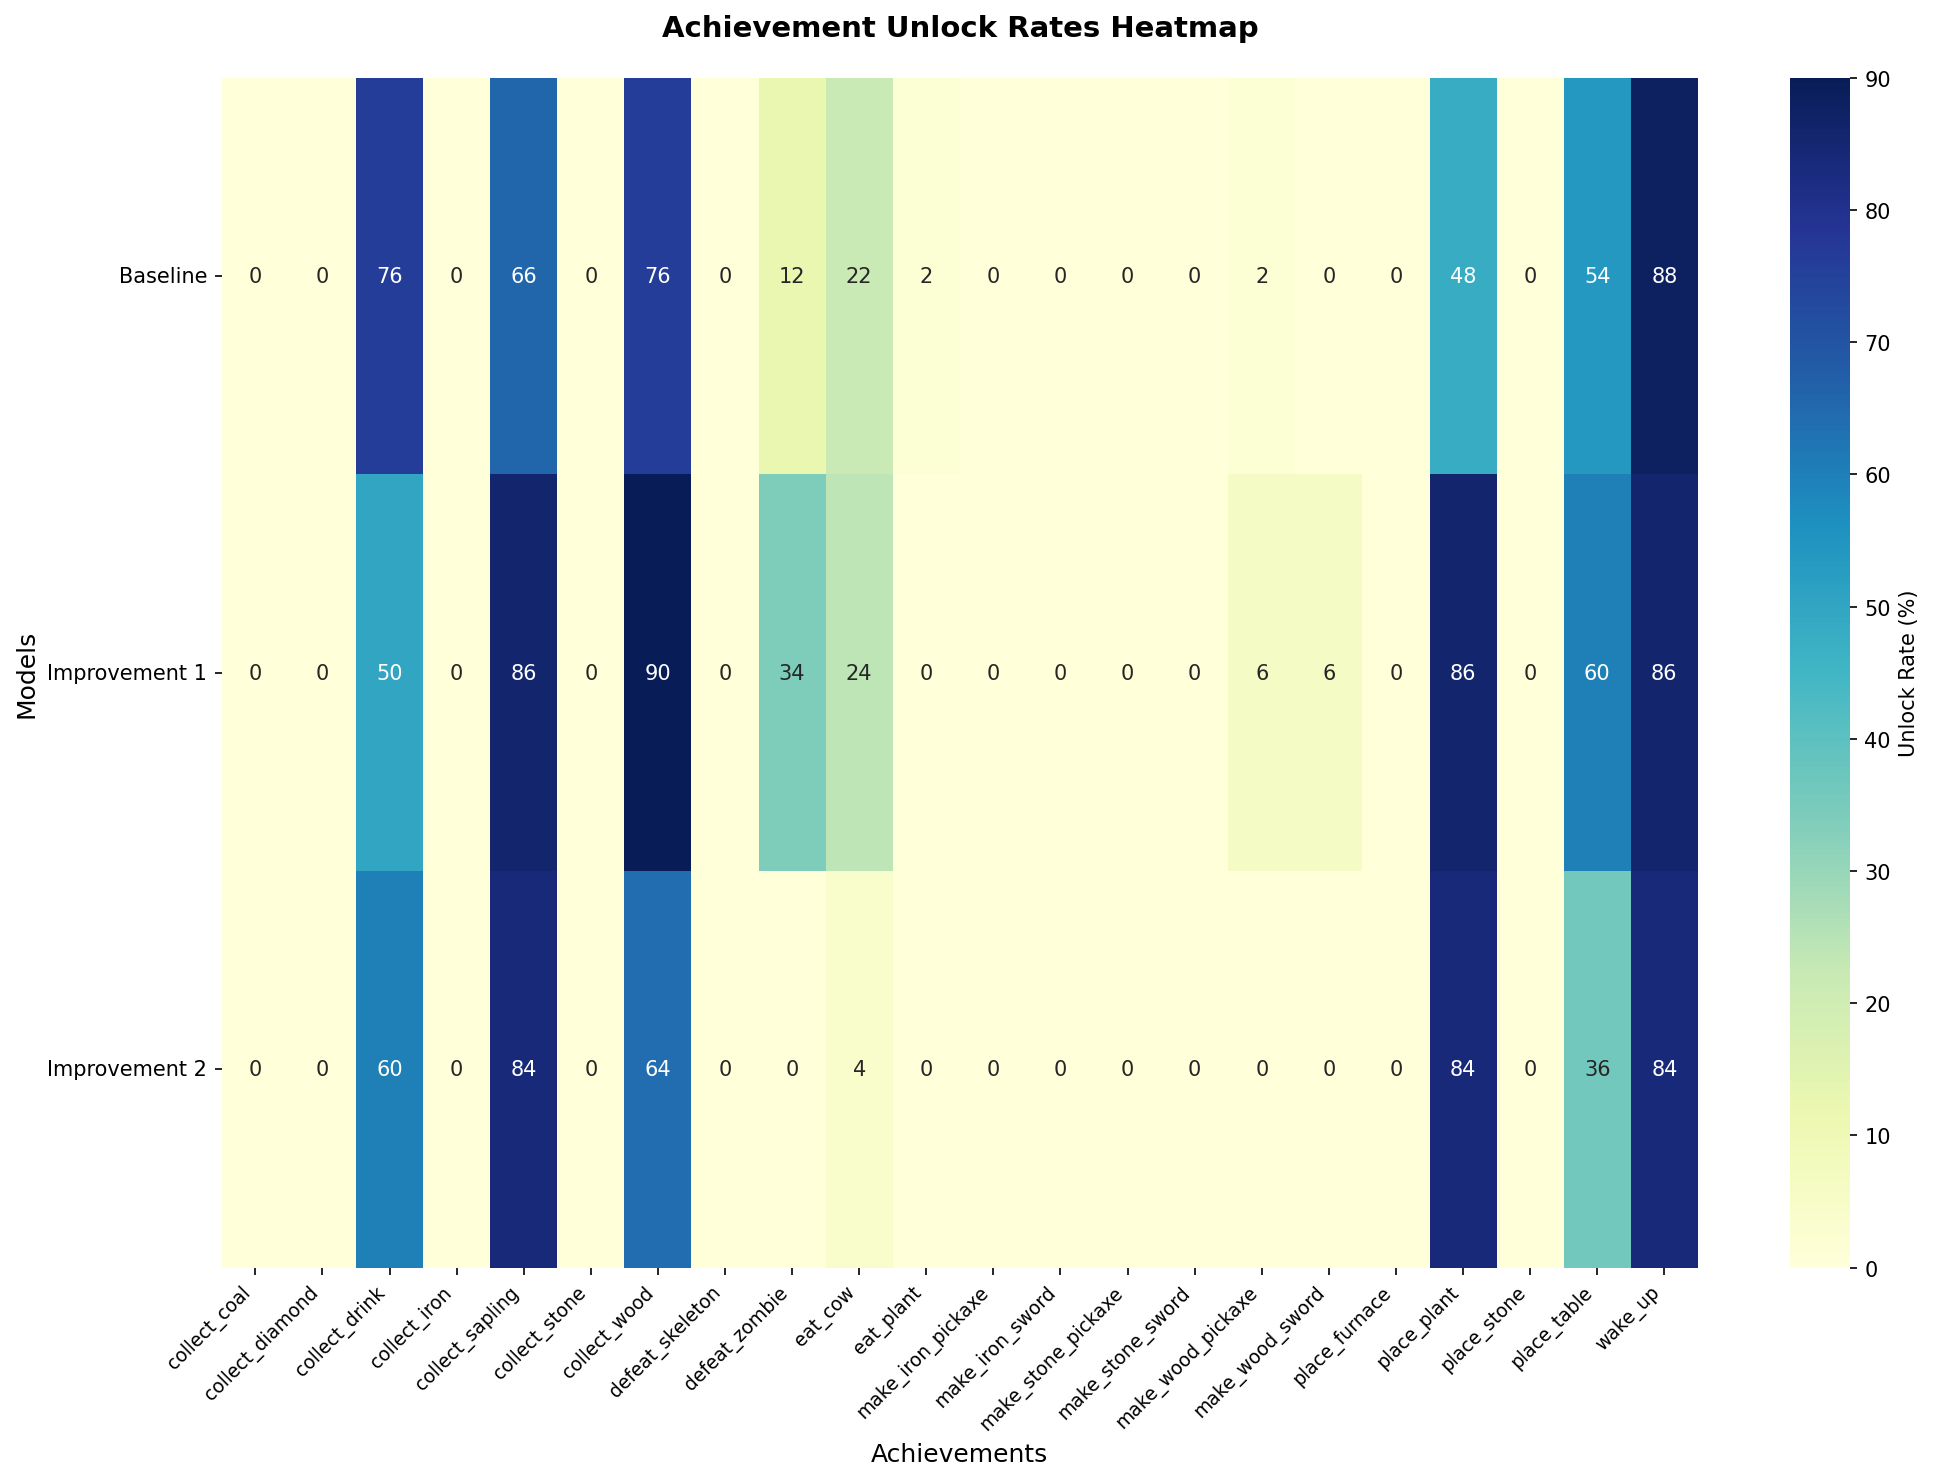 Achievement Unlock Rates Heatmap
Models
Baseline
0 0 76 0 66 0 76 0 12 22 2 0 0 0 0 2 0 0 48 0 54 88
Improvement 1
0 0 50 0 86 0 90 0 34 24 0 0 0 0 0 6 6 0 86 0 60 86
Improvement 2
0 0 60 0 84 0 64 0 0 4 0 0 0 0 0 0 0 0 84 0 36 84
collect_coal
collect_diamond
collect_drink
collect_iron
collect_sapling
collect_stone
collect_wood
defeat_skeleton
defeat_zombie
eat_cow
eat_plant
make_iron_pickaxe
make_iron_sword
make_stone_pickaxe
make_stone_sword
make_wood_pickaxe
make_wood_sword
place_furnace
place_plant
place_stone
place_table
wake_up
Achievements
90
80
70
60
50
40
30
20
10
0
Unlock Rate (%)